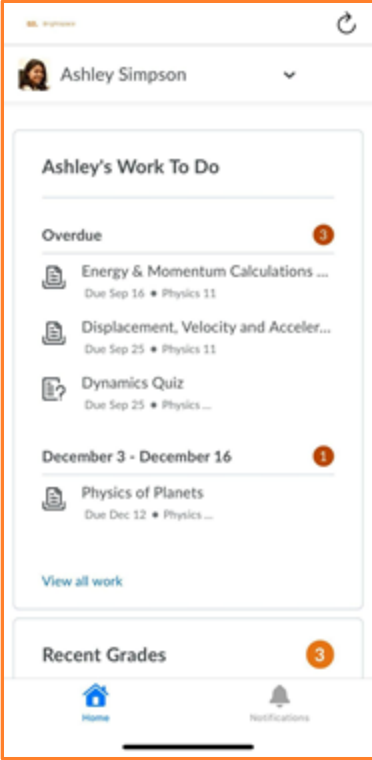 Ashley Simpson
Ashley's Work To Do
Overdue 3
Energy & Momentum Calculations ...
Due Sep 16 • Physics 11
Displacement, Velocity and Acceler...
Due Sep 25 • Physics 11
Dynamics Quiz
Due Sep 25 • Physics ...
December 3 - December 16 1
Physics of Planets
Due Dec 12 • Physics ...
View all work
Recent Grades 3
Home Notifications